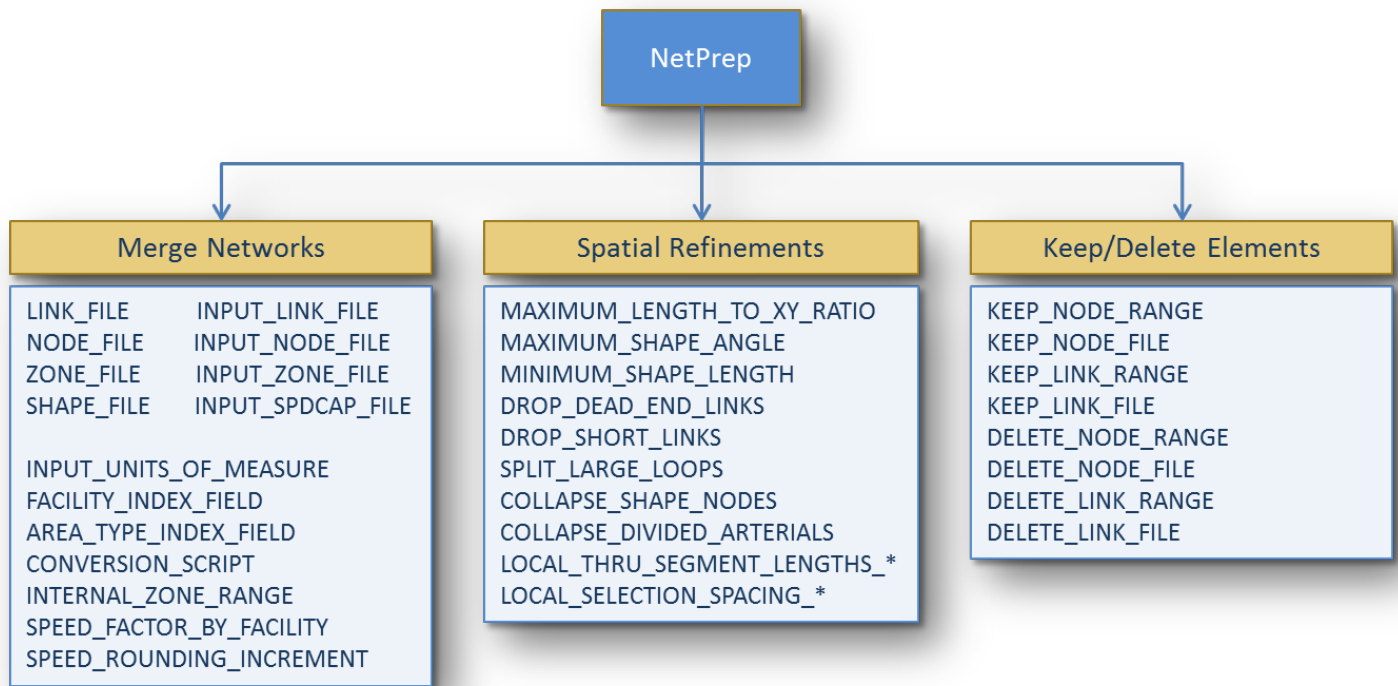 NetPrep
Merge Networks
LINK_FILE INPUT_LINK_FILE
NODE_FILE INPUT_NODE_FILE
ZONE_FILE INPUT_ZONE_FILE
SHAPE_FILE INPUT_SPDCAP_FILE
INPUT_UNITS_OF_MEASURE
FACILITY_INDEX_FIELD
AREA_TYPE_INDEX_FIELD
CONVERSION_SCRIPT
INTERNAL_ZONE_RANGE
SPEED_FACTOR_BY_FACILITY
SPEED_ROUNDING_INCREMENT
Spatial Refinements
MAXIMUM_LENGTH_TO_XY_RATIO
MAXIMUM_SHAPE_ANGLE
MINIMUM_SHAPE_LENGTH
DROP_DEAD_END_LINKS
DROP_SHORT_LINKS
SPLIT_LARGE_LOOPS
COLLAPSE_SHAPE_NODES
COLLAPSE_DIVIDED_ARTERIALS
LOCAL_THRU_SEGMENT_LENGTHS_*
LOCAL_SELECTION_SPACING_*
Keep/Delete Elements
KEEP_NODE_RANGE
KEEP_NODE_FILE
KEEP_LINK_RANGE
KEEP_LINK_FILE
DELETE_NODE_RANGE
DELETE_NODE_FILE
DELETE_LINK_RANGE
DELETE_LINK_FILE